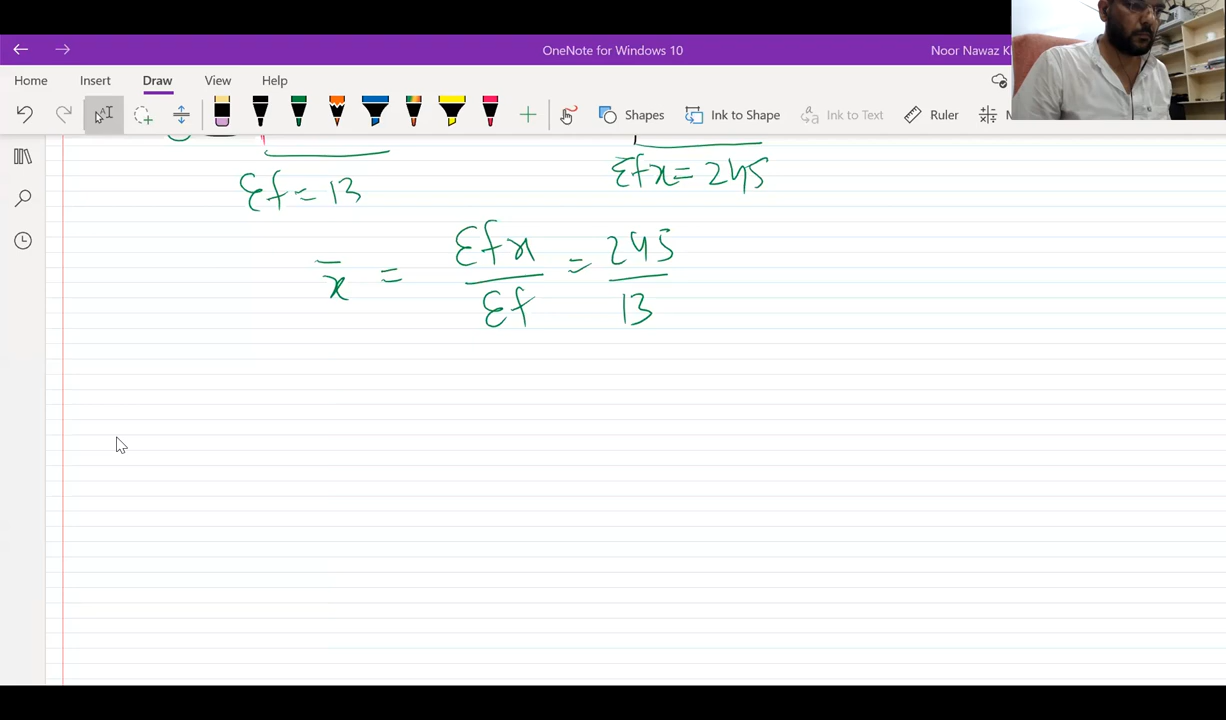 OneNote for Windows 10
Noor Nawaz K
Home Insert Draw View Help
Shapes Ink to Shape Ink to Text Ruler M
Σf = 13
Σfx = 245
x̄ = Σfx / Σf = 245 / 13